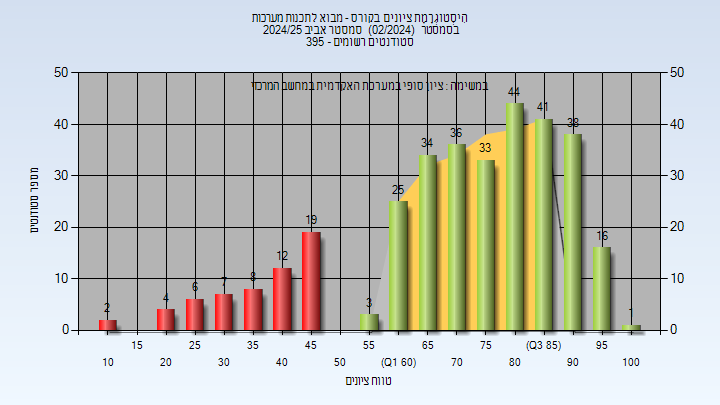 היסטוגרמת ציונים בקורס - מבוא לתכנות מערכות
בסמסטר (02/2024) סמסטר אביב 2024/25
סטודנטים רשומים - 395
במשימה : ציון סופי במערכת האקדמית במחשב המרכזי
מספר סטודנטים
50 50
40 40
30 30
20 20
10 10
0 0
2 4 6 7 8 12 19 3 25 34 36 33 44 41 38 16 1
15 25 35 45 55 65 75 (Q3 85) 95
10 20 30 40 50 (Q1 60) 70 80 90 100
טווח ציונים